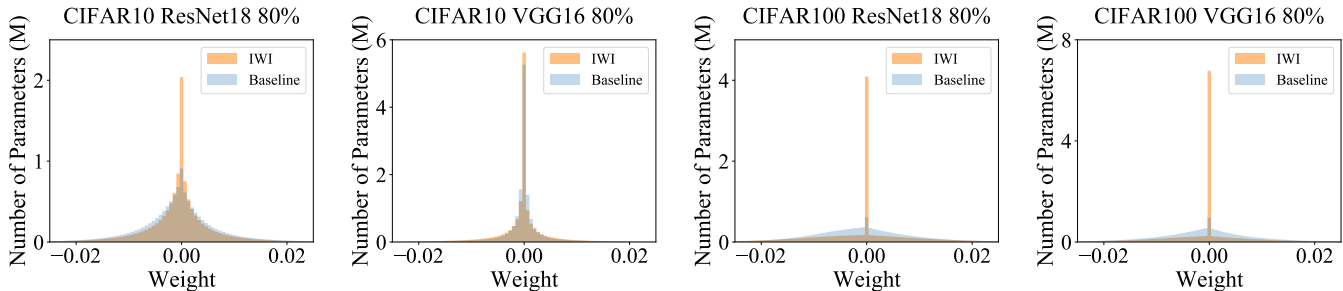 CIFAR10 ResNet18 80%
Number of Parameters (M)
2
1
0
IWI
Baseline
−0.02 0.00 0.02
Weight
CIFAR10 VGG16 80%
Number of Parameters (M)
6
4
2
0
IWI
Baseline
−0.02 0.00 0.02
Weight
CIFAR100 ResNet18 80%
Number of Parameters (M)
4
2
0
IWI
Baseline
−0.02 0.00 0.02
Weight
CIFAR100 VGG16 80%
Number of Parameters (M)
8
4
0
IWI
Baseline
−0.02 0.00 0.02
Weight